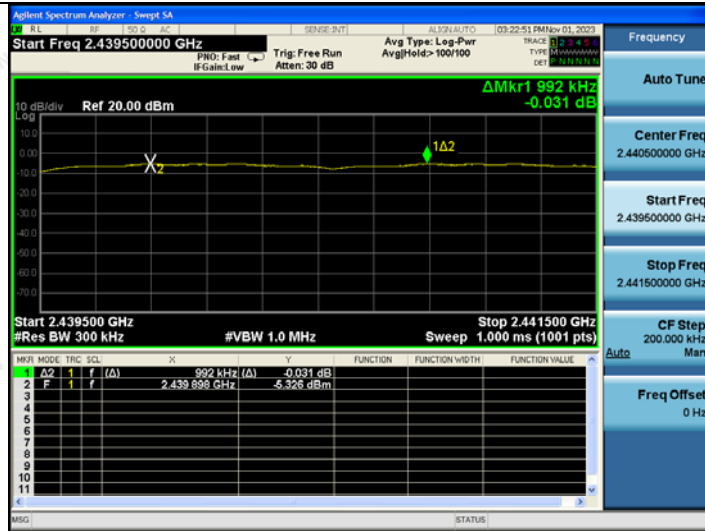 Agilent Spectrum Analyzer - Swept SA
RL RF 50 Ω AC SENSE:INT ALIGN AUTO 03:22:51 PM Nov 01, 2023
Start Freq 2.439500000 GHz
PNO: Fast
IFGain:Low
Trig: Free Run
Atten: 30 dB
Avg Type: Log-Pwr
Avg|Hold:> 100/100
TRACE 1 2 3 4 5 6
TYPE M
DET P N N N N N
ΔMkr1 992 kHz
-0.031 dB
10 dB/div Ref 20.00 dBm
Log
10.0
0.00
-10.0
-20.0
-30.0
-40.0
-50.0
-60.0
-70.0
X2
1Δ2
Start 2.439500 GHz Stop 2.441500 GHz
#Res BW 300 kHz #VBW 1.0 MHz Sweep 1.000 ms (1001 pts)
MKR MODE TRC SCL X Y FUNCTION FUNCTION WIDTH FUNCTION VALUE
1 Δ2 1 f (Δ) 992 kHz (Δ) -0.031 dB
2 F 1 f 2.439 898 GHz -5.326 dBm
3
4
5
6
7
8
9
10
11
MSG STATUS
Frequency
Auto Tune
Center Freq
2.440500000 GHz
Start Freq
2.439500000 GHz
Stop Freq
2.441500000 GHz
CF Step
200.000 kHz
Auto Man
Freq Offset
0 Hz